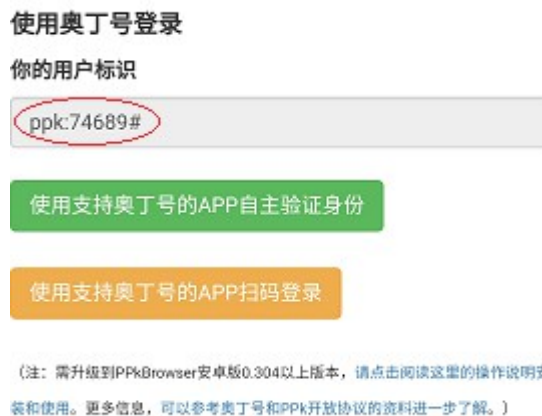 使用奥丁号登录
你的用户标识
ppk:74689#
使用支持奥丁号的APP自主验证身份
使用支持奥丁号的APP扫码登录
（注：需升级到PPkBrowser安卓版0.304以上版本，请点击阅读这里的操作说明安
装和使用。更多信息，可以参考奥丁号和PPk开放协议的资料进一步了解。）